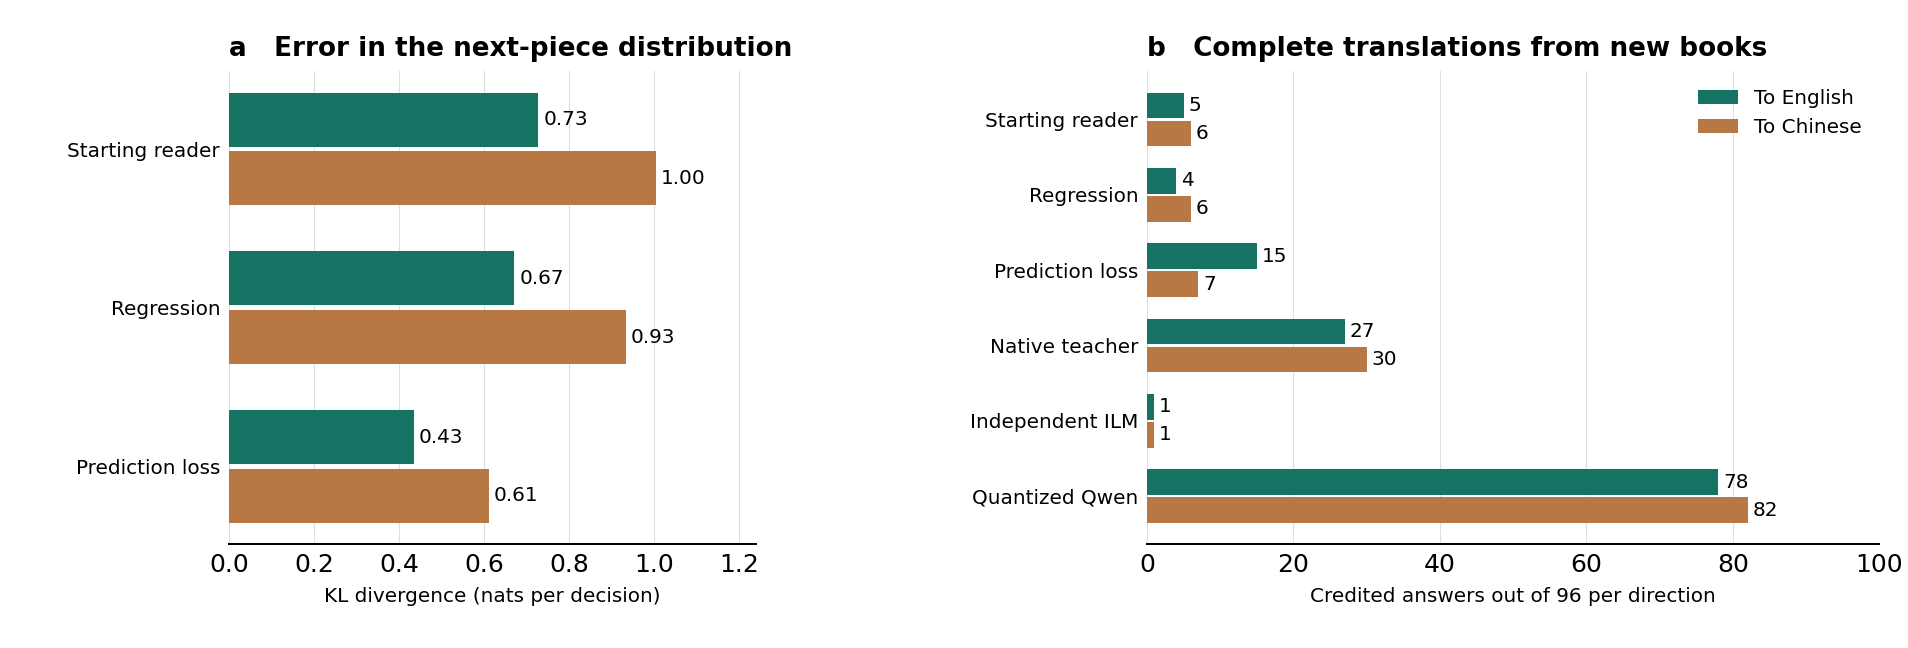 a Error in the next-piece distribution
Starting reader
0.73
1.00
Regression
0.67
0.93
Prediction loss
0.43
0.61
0.0 0.2 0.4 0.6 0.8 1.0 1.2
KL divergence (nats per decision)
b Complete translations from new books
To English
To Chinese
Starting reader
5
6
Regression
4
6
Prediction loss
15
7
Native teacher
27
30
Independent ILM
1
1
Quantized Qwen
78
82
0 20 40 60 80 100
Credited answers out of 96 per direction